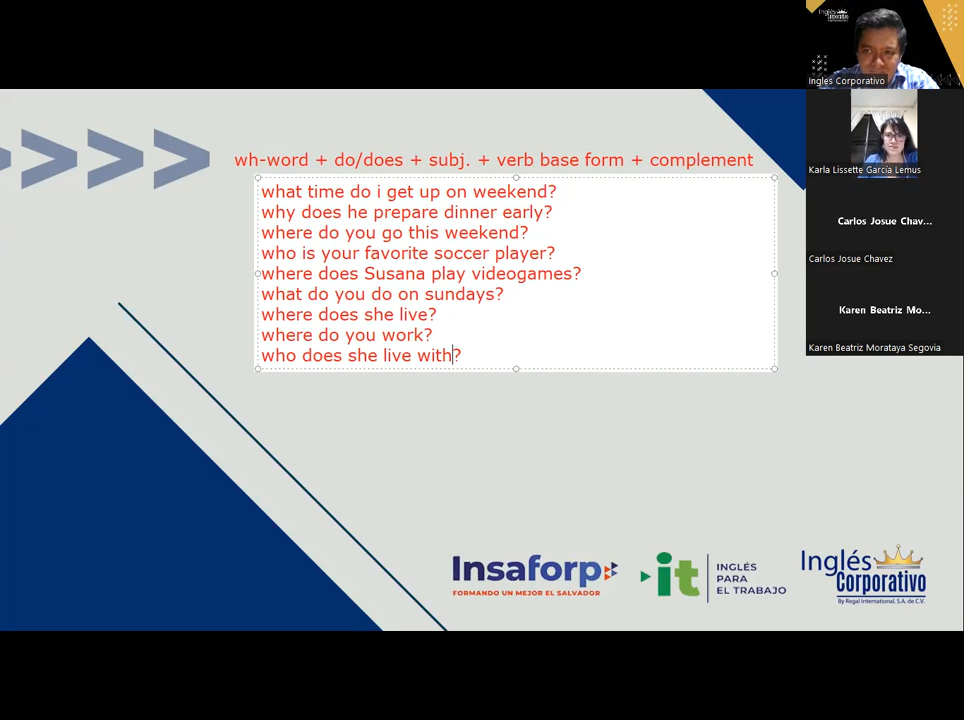 Inglés
Corporativo
Inglés Corporativo
Karla Lissette García Lemus
Carlos Josue Chav...
Carlos Josue Chavez
Karen Beatriz Mo...
Karen Beatriz Morataya Segovia
wh-word + do/does + subj. + verb base form + complement
what time do i get up on weekend?
why does he prepare dinner early?
where do you go this weekend?
who is your favorite soccer player?
where does Susana play videogames?
what do you do on sundays?
where does she live?
where do you work?
who does she live with?
Insaforp
FORMANDO UN MEJOR EL SALVADOR
it
INGLÉS
PARA
EL TRABAJO
Inglés
Corporativo
By Regal International, S.A. de C.V.